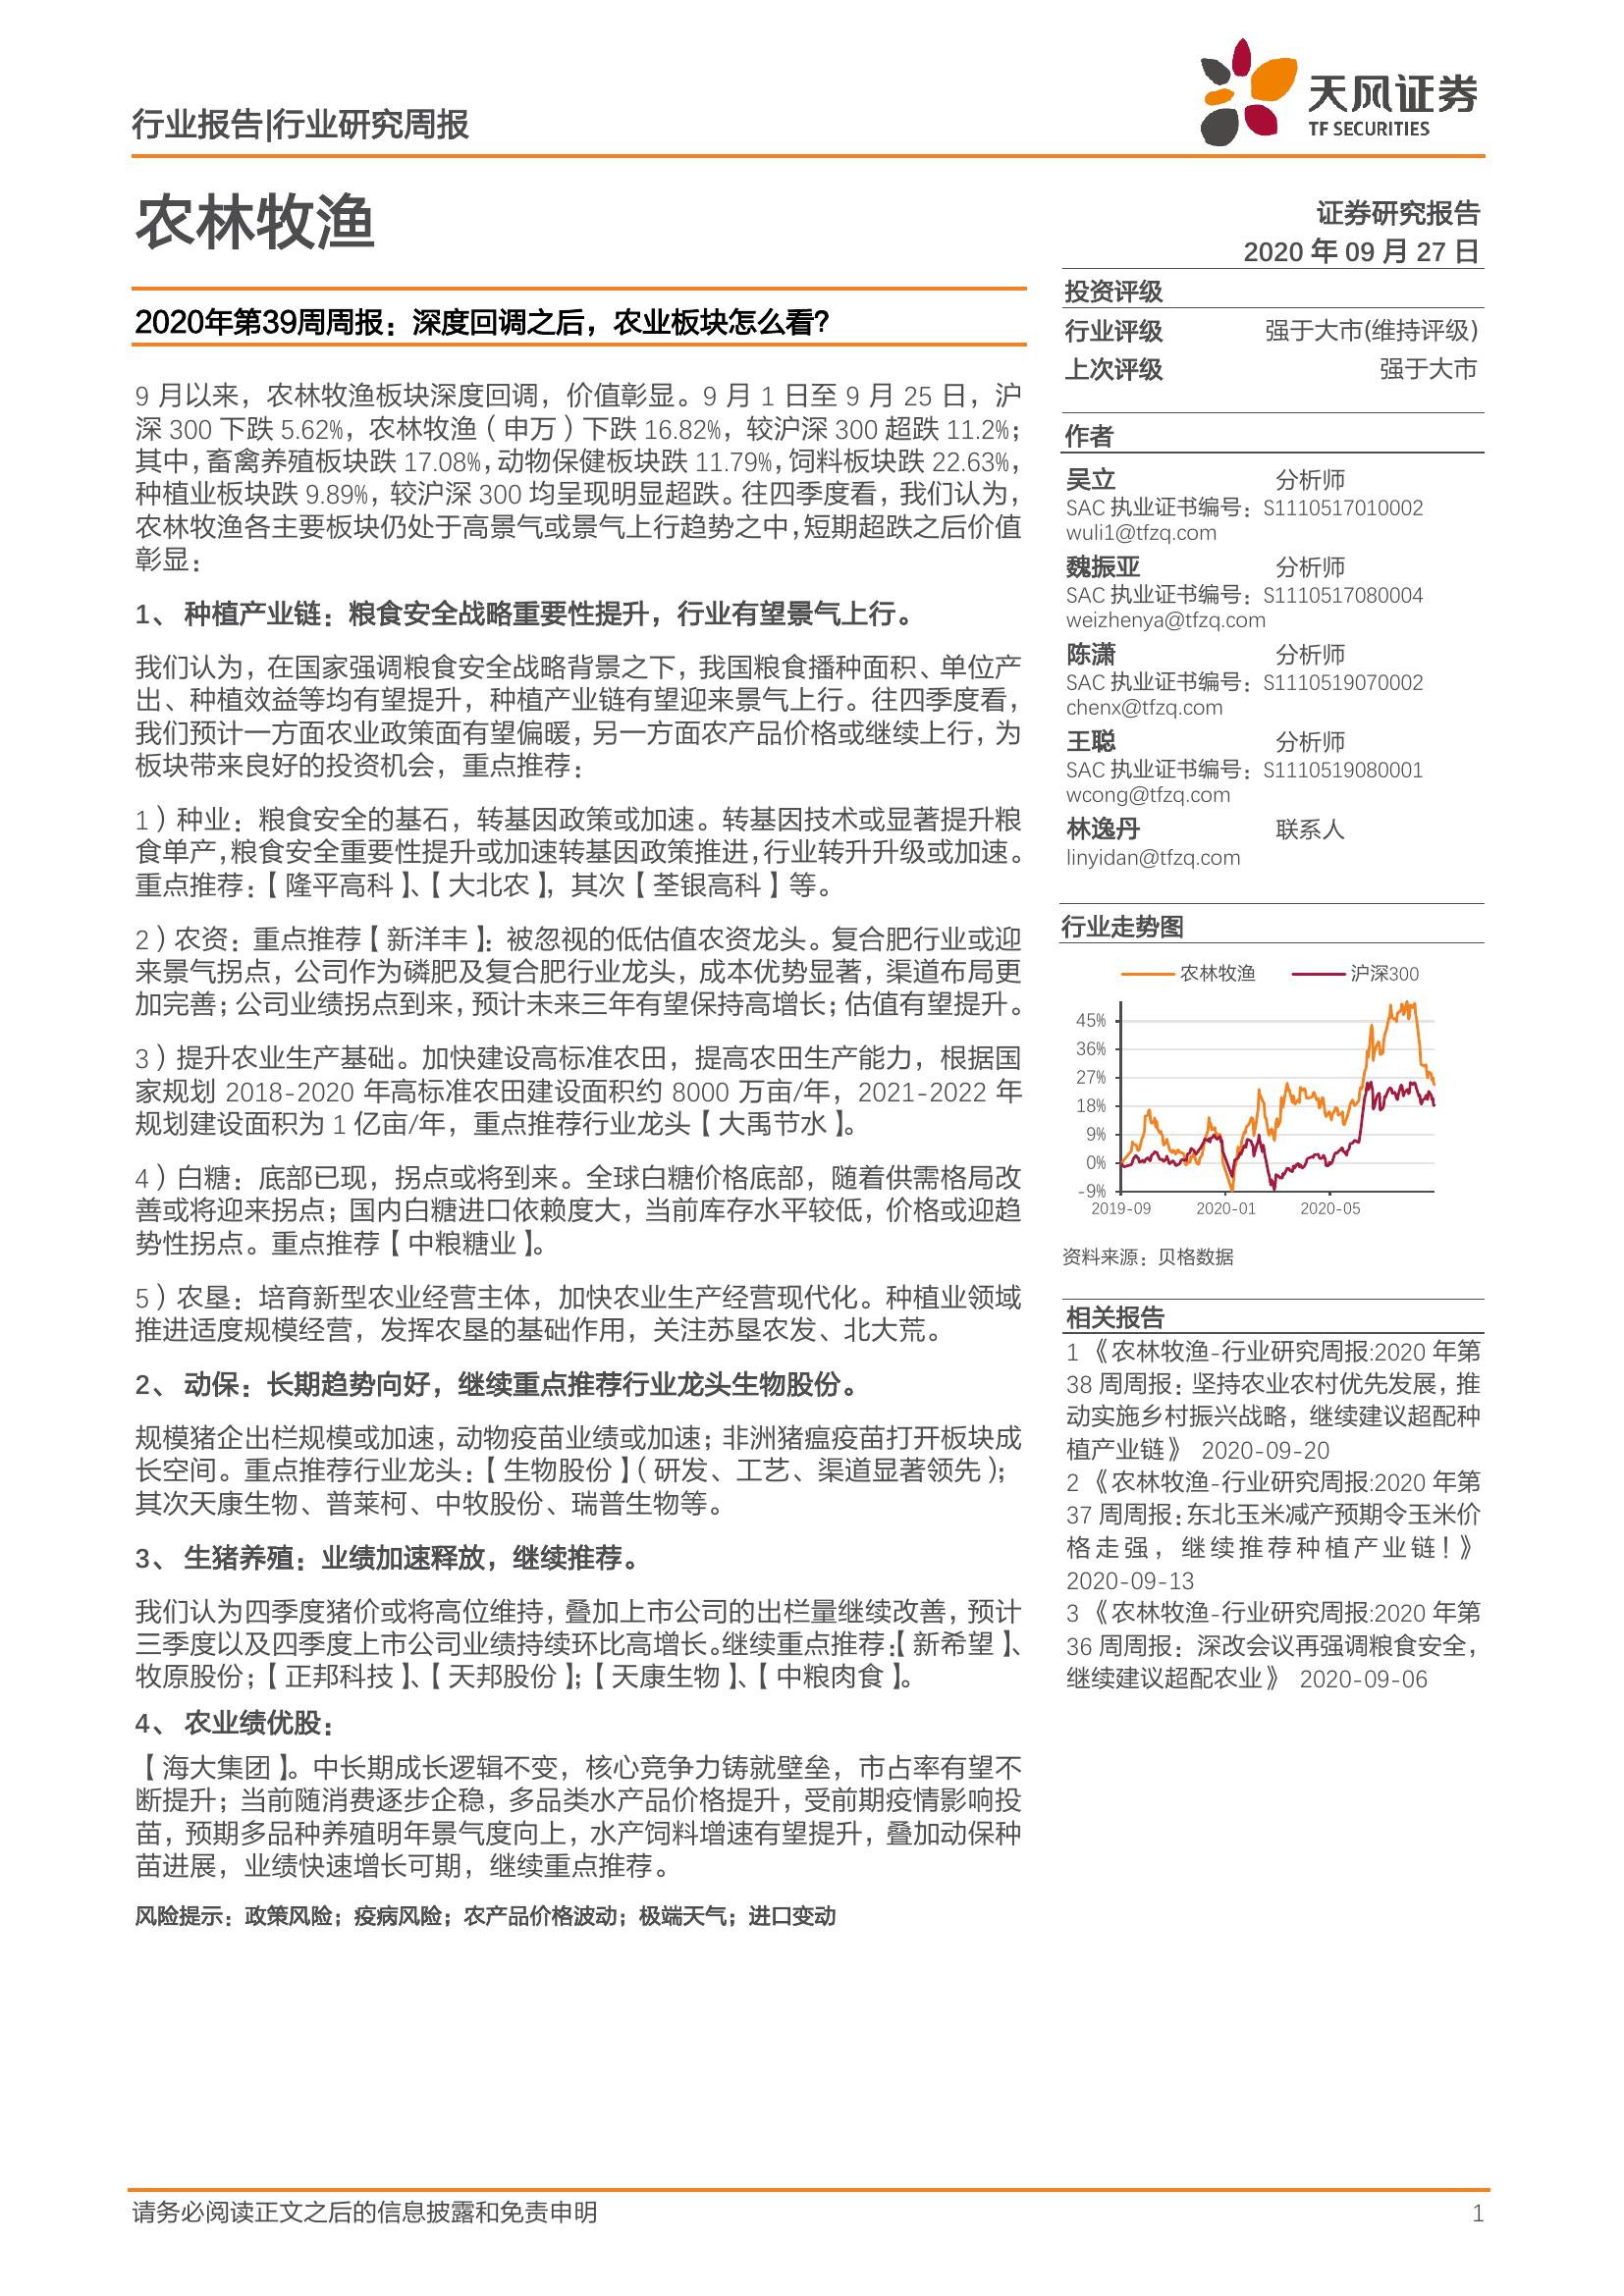 行业报告|行业研究周报
天风证券
TF SECURITIES
农林牧渔
证券研究报告
2020 年 09 月 27 日
2020年第39周周报：深度回调之后，农业板块怎么看？
9 月以来，农林牧渔板块深度回调，价值彰显。9 月 1 日至 9 月 25 日，沪
深 300 下跌 5.62%，农林牧渔（申万）下跌 16.82%，较沪深 300 超跌 11.2%；
其中，畜禽养殖板块跌 17.08%，动物保健板块跌 11.79%，饲料板块跌 22.63%，
种植业板块跌 9.89%，较沪深 300 均呈现明显超跌。往四季度看，我们认为，
农林牧渔各主要板块仍处于高景气或景气上行趋势之中，短期超跌之后价值
彰显：
1、 种植产业链：粮食安全战略重要性提升，行业有望景气上行。
我们认为，在国家强调粮食安全战略背景之下，我国粮食播种面积、单位产
出、种植效益等均有望提升，种植产业链有望迎来景气上行。往四季度看，
我们预计一方面农业政策面有望偏暖，另一方面农产品价格或继续上行，为
板块带来良好的投资机会，重点推荐：
1）种业：粮食安全的基石，转基因政策或加速。转基因技术或显著提升粮
食单产，粮食安全重要性提升或加速转基因政策推进，行业转升升级或加速。
重点推荐：【隆平高科】、【大北农】，其次【荃银高科】等。
2）农资：重点推荐【新洋丰】：被忽视的低估值农资龙头。复合肥行业或迎
来景气拐点，公司作为磷肥及复合肥行业龙头，成本优势显著，渠道布局更
加完善；公司业绩拐点到来，预计未来三年有望保持高增长；估值有望提升。
3）提升农业生产基础。加快建设高标准农田，提高农田生产能力，根据国
家规划 2018-2020 年高标准农田建设面积约 8000 万亩/年，2021-2022 年
规划建设面积为 1 亿亩/年，重点推荐行业龙头【大禹节水】。
4）白糖：底部已现，拐点或将到来。全球白糖价格底部，随着供需格局改
善或将迎来拐点；国内白糖进口依赖度大，当前库存水平较低，价格或迎趋
势性拐点。重点推荐【中粮糖业】。
5）农垦：培育新型农业经营主体，加快农业生产经营现代化。种植业领域
推进适度规模经营，发挥农垦的基础作用，关注苏垦农发、北大荒。
2、 动保：长期趋势向好，继续重点推荐行业龙头生物股份。
规模猪企出栏规模或加速，动物疫苗业绩或加速；非洲猪瘟疫苗打开板块成
长空间。重点推荐行业龙头：【生物股份】（研发、工艺、渠道显著领先）；
其次天康生物、普莱柯、中牧股份、瑞普生物等。
3、 生猪养殖：业绩加速释放，继续推荐。
我们认为四季度猪价或将高位维持，叠加上市公司的出栏量继续改善，预计
三季度以及四季度上市公司业绩持续环比高增长。继续重点推荐：【新希望】、
牧原股份；【正邦科技】、【天邦股份】；【天康生物】、【中粮肉食】。
4、 农业绩优股：
【海大集团】。中长期成长逻辑不变，核心竞争力铸就壁垒，市占率有望不
断提升；当前随消费逐步企稳，多品类水产品价格提升，受前期疫情影响投
苗，预期多品种养殖明年景气度向上，水产饲料增速有望提升，叠加动保种
苗进展，业绩快速增长可期，继续重点推荐。
风险提示：政策风险；疫病风险；农产品价格波动；极端天气；进口变动
投资评级
行业评级 强于大市(维持评级)
上次评级 强于大市
作者
吴立 分析师
SAC 执业证书编号：S1110517010002
wuli1@tfzq.com
魏振亚 分析师
SAC 执业证书编号：S1110517080004
weizhenya@tfzq.com
陈潇 分析师
SAC 执业证书编号：S1110519070002
chenx@tfzq.com
王聪 分析师
SAC 执业证书编号：S1110519080001
wcong@tfzq.com
林逸丹 联系人
linyidan@tfzq.com
行业走势图
农林牧渔 沪深300
45%
36%
27%
18%
9%
0%
-9%
2019-09 2020-01 2020-05
资料来源：贝格数据
相关报告
1 《农林牧渔-行业研究周报:2020 年第
38 周周报：坚持农业农村优先发展，推
动实施乡村振兴战略，继续建议超配种
植产业链》 2020-09-20
2 《农林牧渔-行业研究周报:2020 年第
37 周周报：东北玉米减产预期令玉米价
格走强，继续推荐种植产业链！》
2020-09-13
3 《农林牧渔-行业研究周报:2020 年第
36 周周报：深改会议再强调粮食安全，
继续建议超配农业》 2020-09-06
请务必阅读正文之后的信息披露和免责申明 1